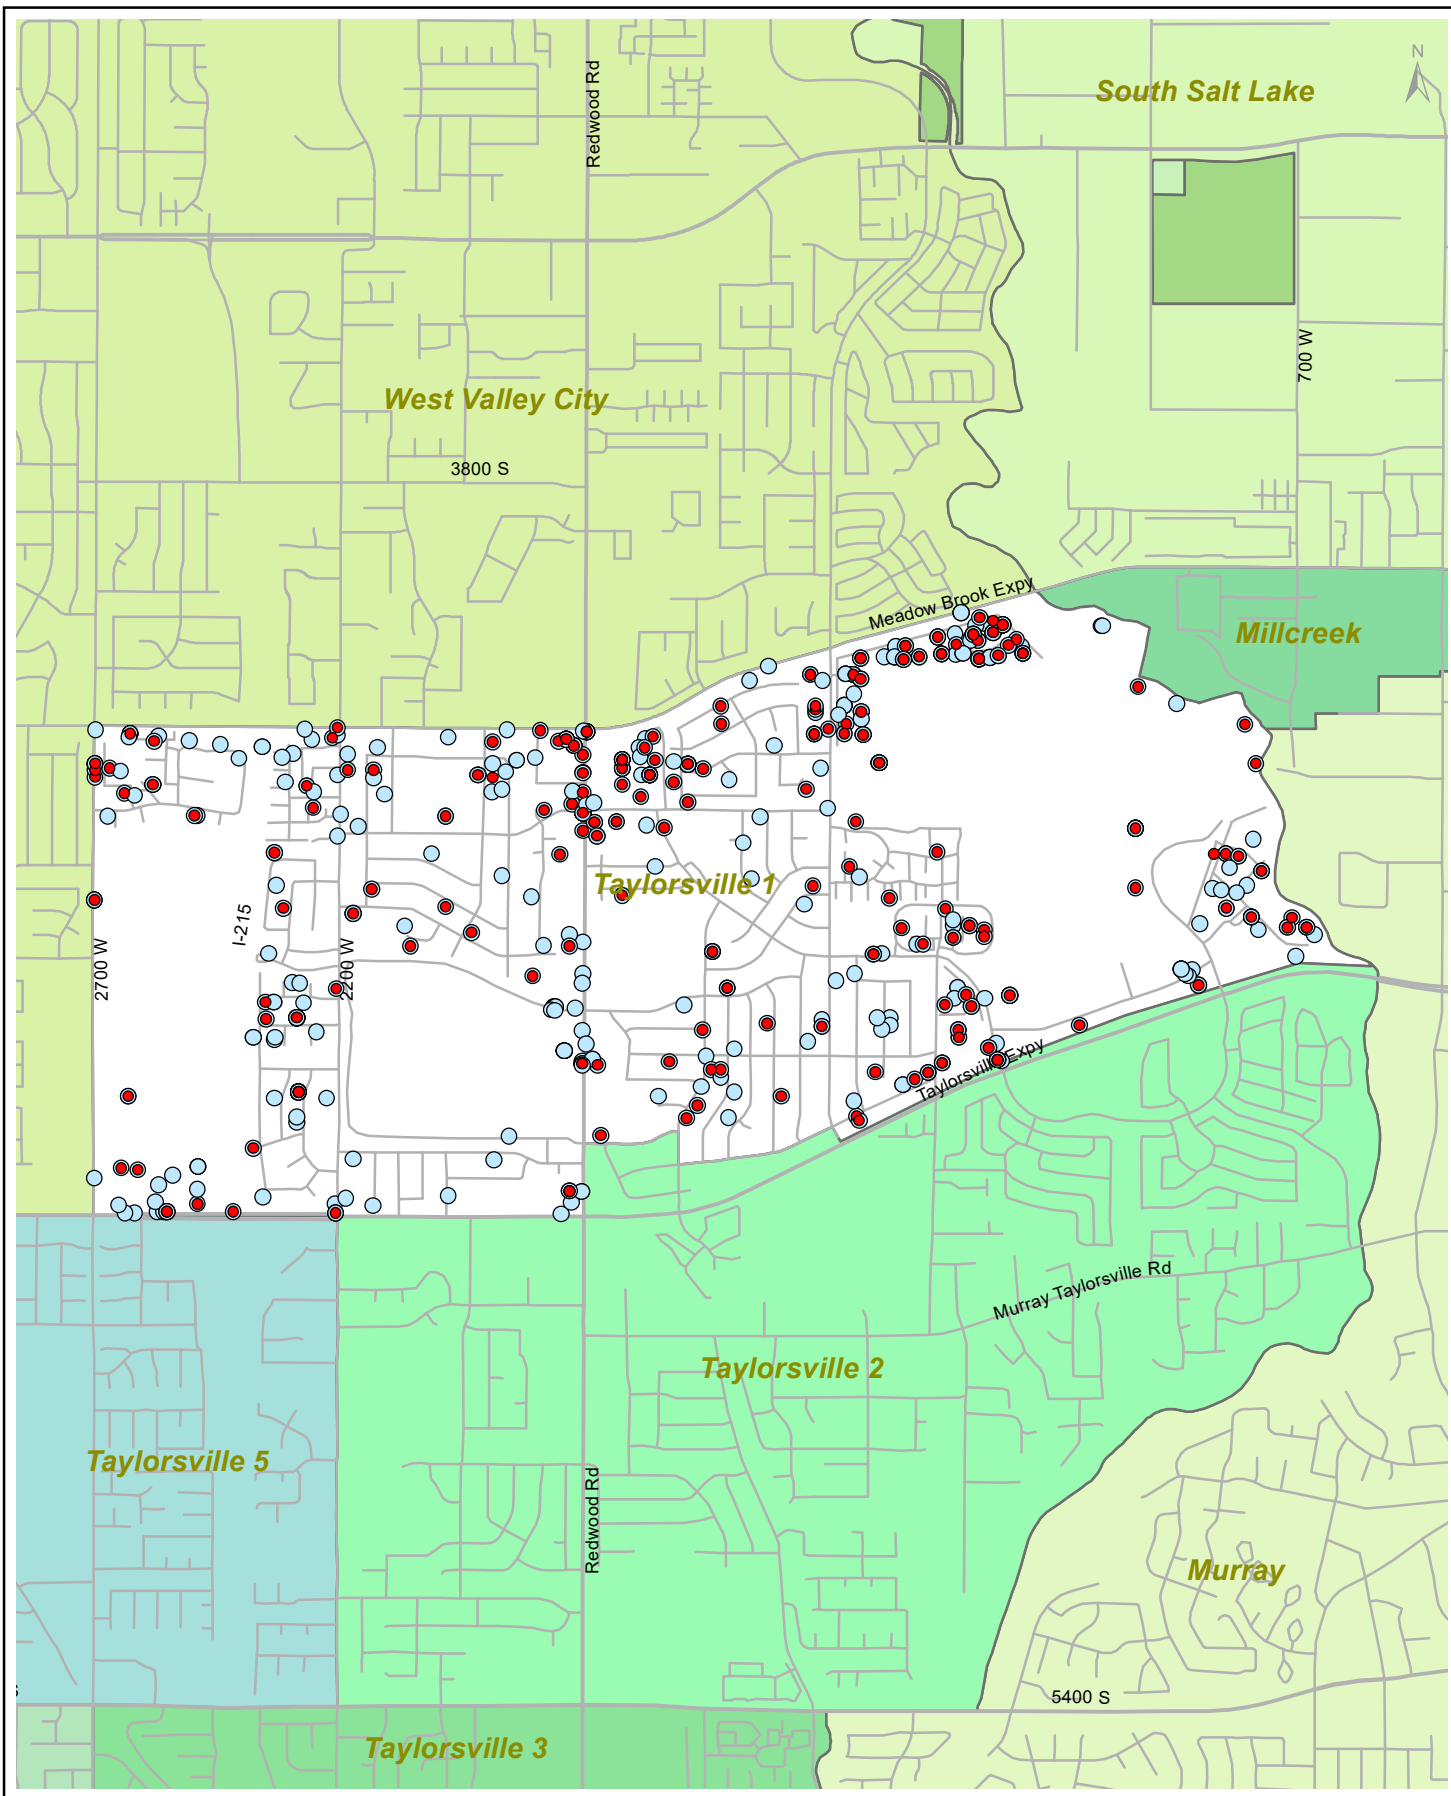 N
South Salt Lake
Redwood Rd
700 W
West Valley City
3800 S
Meadow Brook Expy
Millcreek
Taylorsville 1
I-215
2700 W
2200 W
Taylorsville Expy
Murray Taylorsville Rd
Taylorsville 2
Taylorsville 5
Redwood Rd
Murray
5400 S
Taylorsville 3